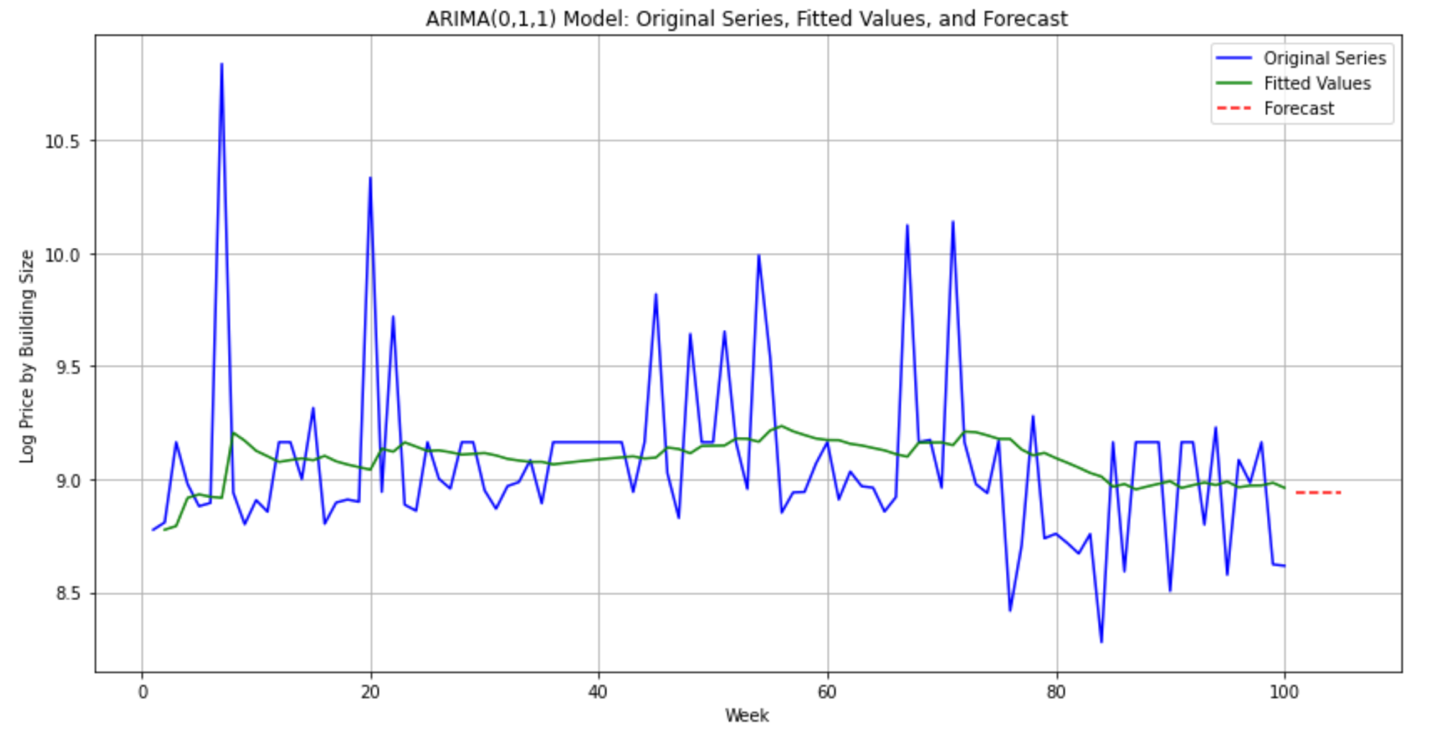 ARIMA(0,1,1) Model: Original Series, Fitted Values, and Forecast
Original Series
Fitted Values
Forecast
10.5
10.0
9.5
9.0
8.5
Log Price by Building Size
0 20 40 60 80 100
Week